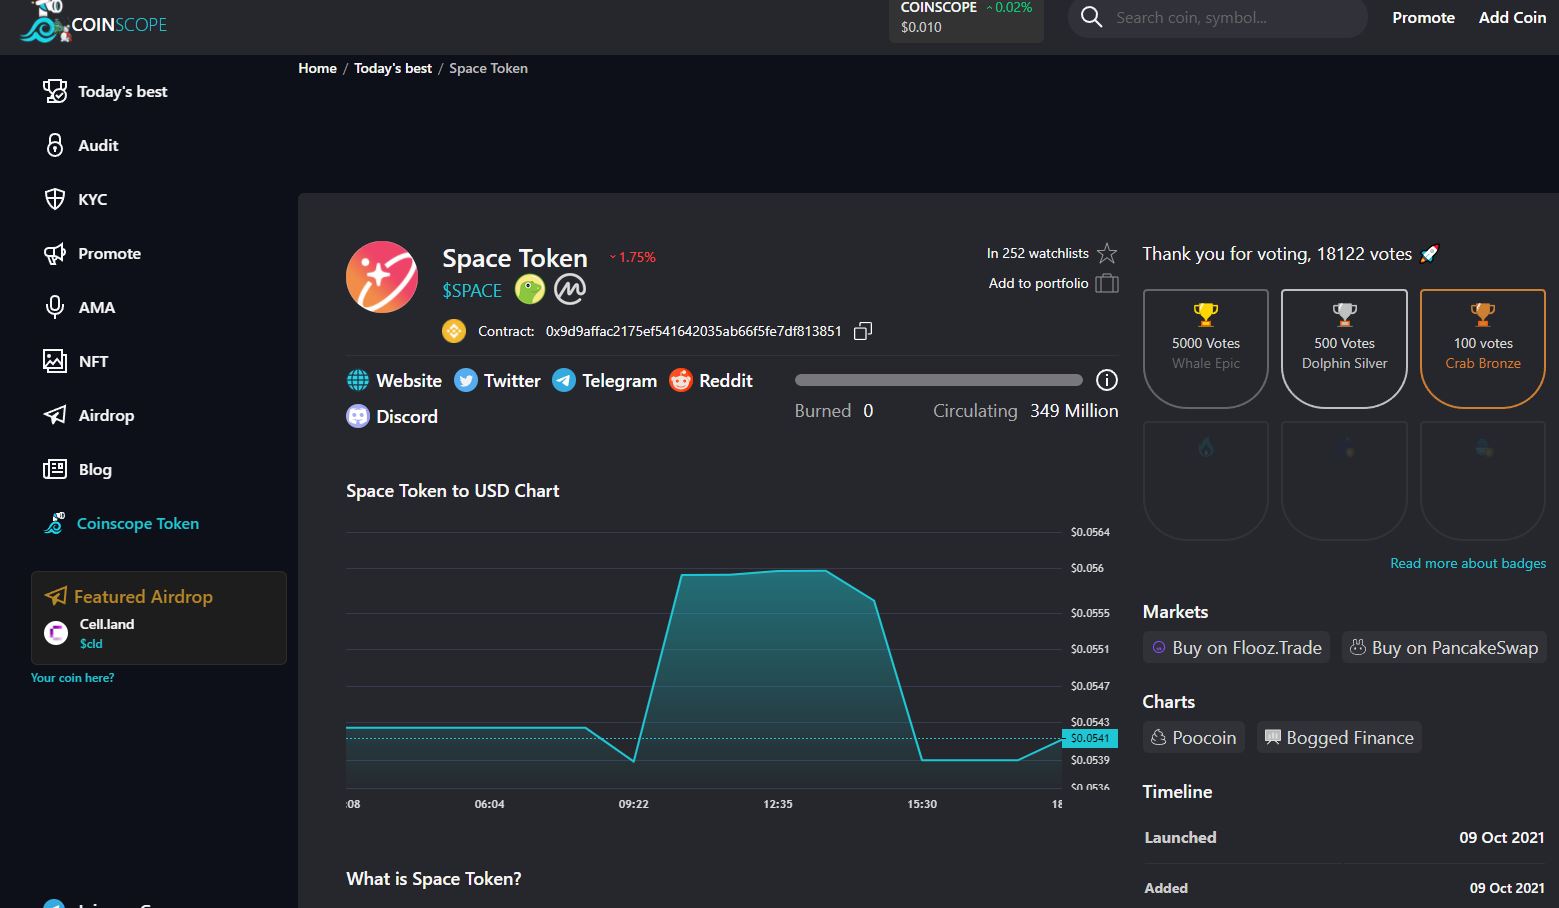 COINSCOPE
COINSCOPE 0.02%
$0.010
Search coin, symbol...
Promote
Add Coin
Home / Today's best / Space Token
Today's best
Audit
KYC
Promote
AMA
NFT
Airdrop
Blog
Coinscope Token
Featured Airdrop
Cell.land
$cld
Your coin here?
Space Token 1.75%
$SPACE
Contract: 0x9d9affac2175ef541642035ab66f5fe7df813851
In 252 watchlists
Add to portfolio
Website Twitter Telegram Reddit
Discord
Burned 0 Circulating 349 Million
Space Token to USD Chart
$0.0564
$0.056
$0.0555
$0.0551
$0.0547
$0.0543
$0.0541
$0.0539
$0.0536
:08 06:04 09:22 12:35 15:30 18
What is Space Token?
Thank you for voting, 18122 votes 🚀
5000 Votes
Whale Epic
500 Votes
Dolphin Silver
100 votes
Crab Bronze
Read more about badges
Markets
Buy on Flooz.Trade
Buy on PancakeSwap
Charts
Poocoin
Bogged Finance
Timeline
Launched 09 Oct 2021
Added 09 Oct 2021